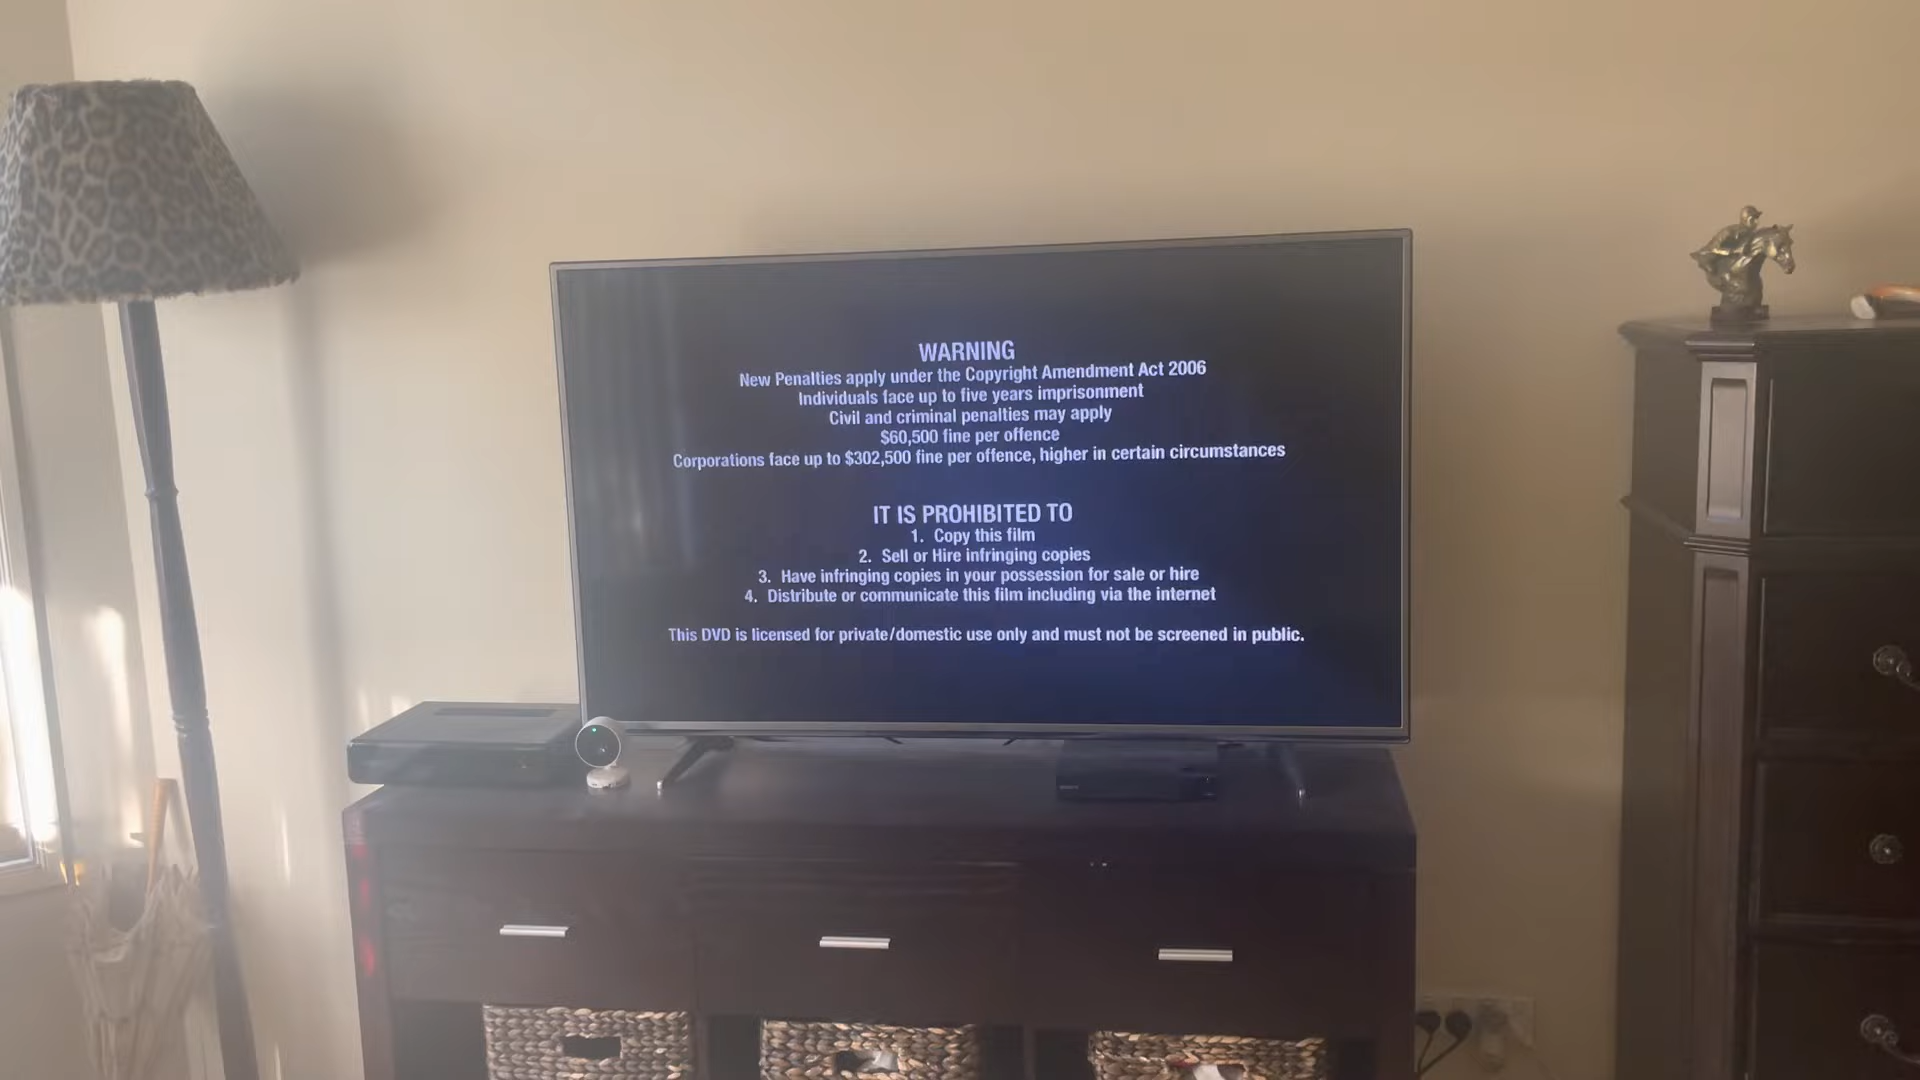 WARNING
New Penalties apply under the Copyright Amendment Act 2006
Individuals face up to five years imprisonment
Civil and criminal penalties may apply
$60,500 fine per offence
Corporations face up to $302,500 fine per offence, higher in certain circumstances
IT IS PROHIBITED TO
1. Copy this film
2. Sell or Hire infringing copies
3. Have infringing copies in your possession for sale or hire
4. Distribute or communicate this film including via the internet
This DVD is licensed for private/domestic use only and must not be screened in public.